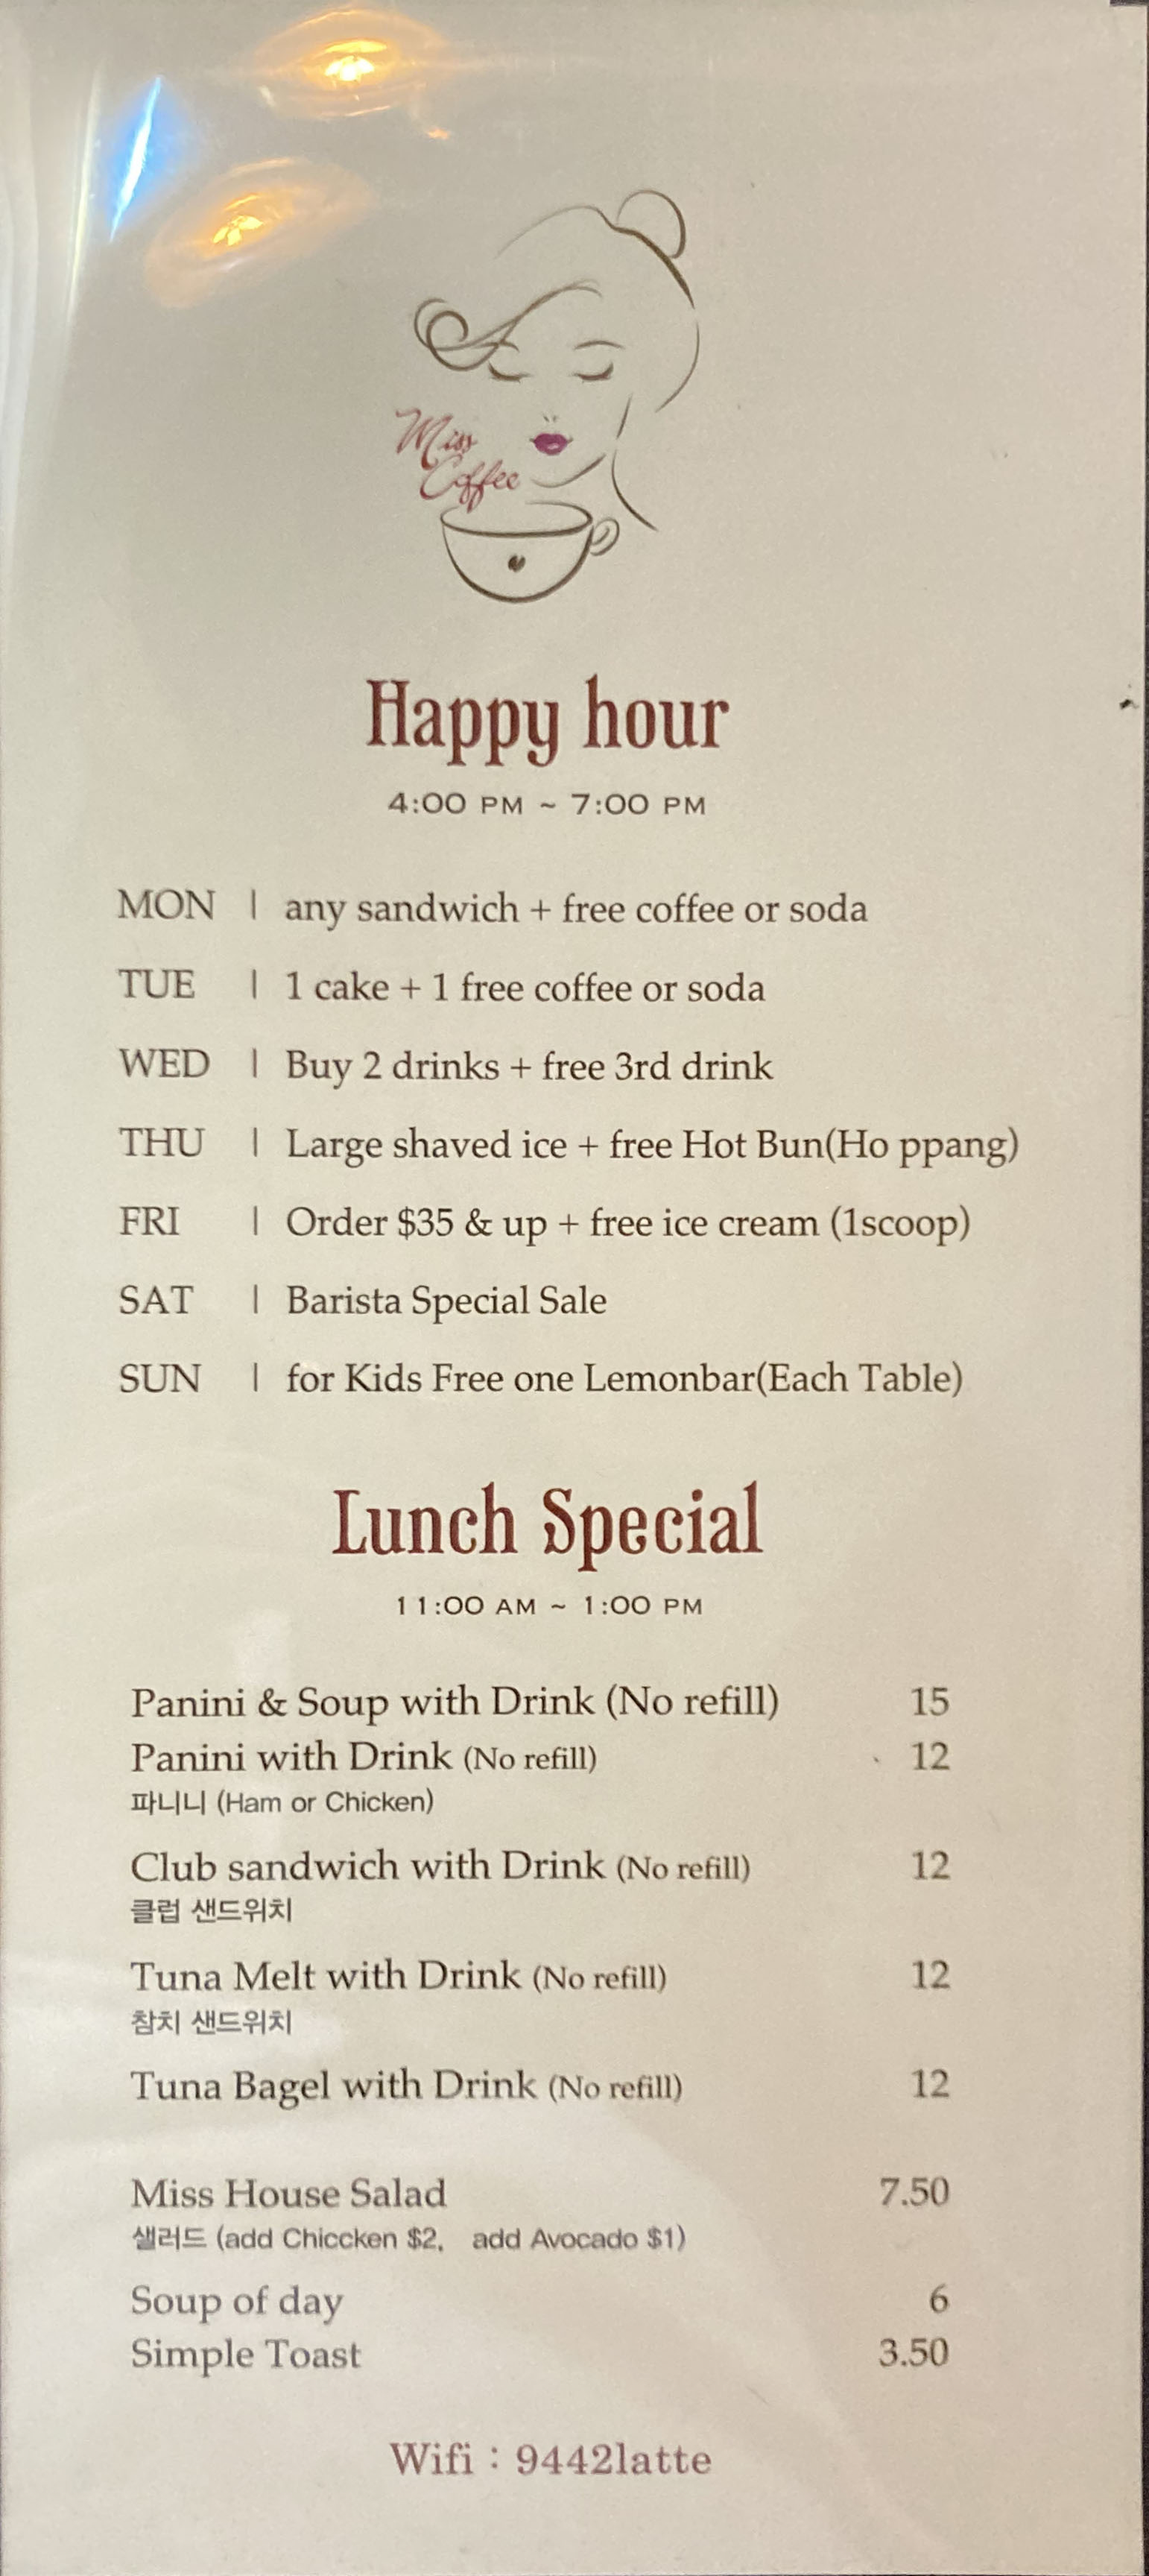 Miss
Coffee
Happy hour
4:00 PM ~ 7:00 PM
MON | any sandwich + free coffee or soda
TUE | 1 cake + 1 free coffee or soda
WED | Buy 2 drinks + free 3rd drink
THU | Large shaved ice + free Hot Bun(Ho ppang)
FRI | Order $35 & up + free ice cream (1scoop)
SAT | Barista Special Sale
SUN | for Kids Free one Lemonbar(Each Table)
Lunch Special
11:00 AM ~ 1:00 PM
Panini & Soup with Drink (No refill) 15
Panini with Drink (No refill) 12
파니니 (Ham or Chicken)
Club sandwich with Drink (No refill) 12
클럽 샌드위치
Tuna Melt with Drink (No refill) 12
참치 샌드위치
Tuna Bagel with Drink (No refill) 12
Miss House Salad 7.50
샐러드 (add Chiccken $2, add Avocado $1)
Soup of day 6
Simple Toast 3.50
Wifi : 9442latte